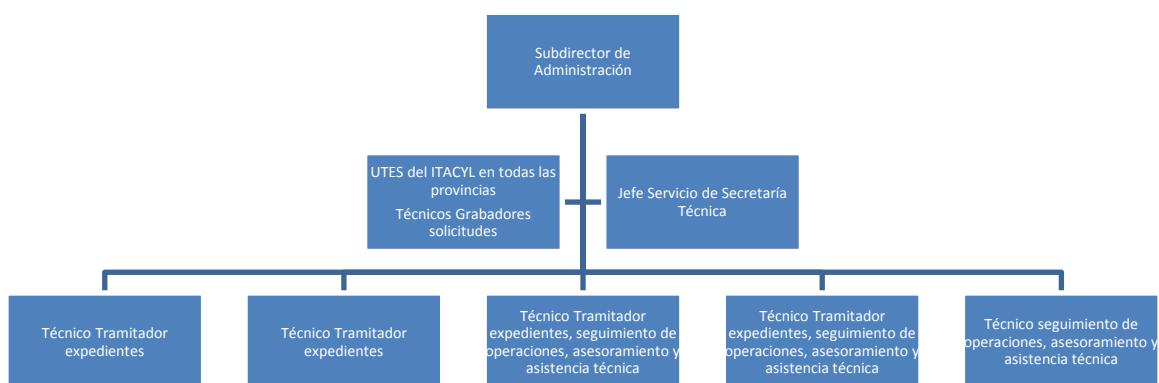 Subdirector de
Administración
UTES del ITACYL en todas las
provincias
Técnicos Grabadores
solicitudes
Jefe Servicio de Secretaría
Técnica
Técnico Tramitador
expedientes
Técnico Tramitador
expedientes
Técnico Tramitador
expedientes, seguimiento de
operaciones, asesoramiento y
asistencia técnica
Técnico Tramitador
expedientes, seguimiento de
operaciones, asesoramiento y
asistencia técnica
Técnico seguimiento de
operaciones, asesoramiento y
asistencia técnica